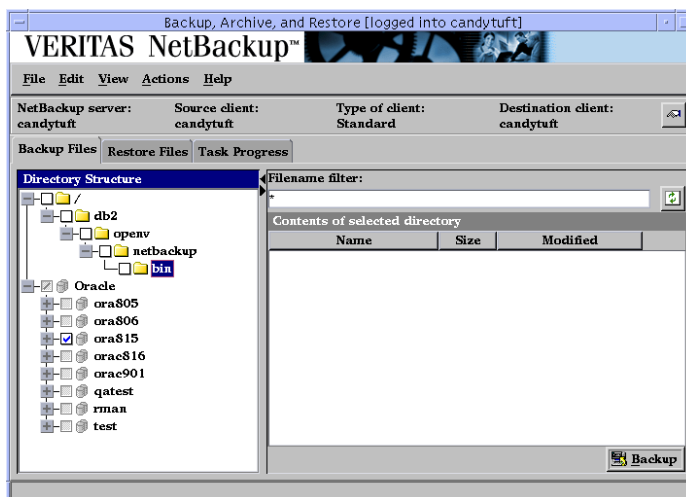 Backup, Archive, and Restore [logged into candytuft]
VERITAS NetBackup™
File Edit View Actions Help
NetBackup server: Source client: Type of client: Destination client:
candytuft candytuft Standard candytuft
Backup Files Restore Files Task Progress
Directory Structure
/
db2
openv
netbackup
bin
Oracle
ora805
ora806
ora815
orac816
orac901
qatest
rman
test
Filename filter:
*
Contents of selected directory
Name Size Modified
Backup